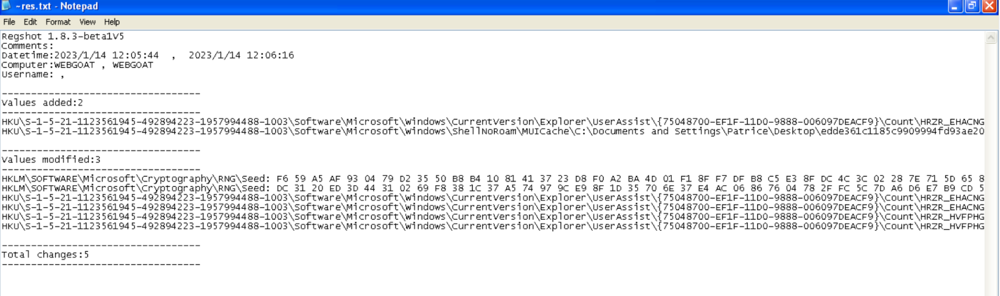 ~res.txt - Notepad
File Edit Format View Help
Regshot 1.8.3-beta1V5
Comments:
Datetime:2023/1/14 12:05:44 , 2023/1/14 12:06:16
Computer:WEBGOAT , WEBGOAT
Username: ,
----------------------------------
Values added:2
----------------------------------
HKU\S-1-5-21-1123561945-492894223-1957994488-1003\Software\Microsoft\Windows\CurrentVersion\Explorer\UserAssist\{75048700-EF1F-11D0-9888-006097DEACF9}\Count\HRZR_EHACNG
HKU\S-1-5-21-1123561945-492894223-1957994488-1003\Software\Microsoft\Windows\ShellNoRoam\MUICache\C:\Documents and Settings\Patrice\Desktop\edde361c1185c9909994fd93ae20
----------------------------------
Values modified:3
----------------------------------
HKLM\SOFTWARE\Microsoft\Cryptography\RNG\Seed: F6 59 A5 AF 93 04 79 D2 35 50 B8 B4 10 81 41 37 23 D8 F0 A2 BA 4D 01 F1 8F F7 DF B8 C5 E3 8F DC 4C 3C 02 28 7E 71 5D 65 8
HKLM\SOFTWARE\Microsoft\Cryptography\RNG\Seed: DC 31 20 ED 3D 44 31 02 69 F8 38 1C 37 A5 74 97 9C E9 8F 1D 35 70 6E 37 E4 AC 06 86 76 04 78 2F FC 5C 7D A6 D6 E7 B9 CD 5
HKU\S-1-5-21-1123561945-492894223-1957994488-1003\Software\Microsoft\Windows\CurrentVersion\Explorer\UserAssist\{75048700-EF1F-11D0-9888-006097DEACF9}\Count\HRZR_EHACNG
HKU\S-1-5-21-1123561945-492894223-1957994488-1003\Software\Microsoft\Windows\CurrentVersion\Explorer\UserAssist\{75048700-EF1F-11D0-9888-006097DEACF9}\Count\HRZR_EHACNG
HKU\S-1-5-21-1123561945-492894223-1957994488-1003\Software\Microsoft\Windows\CurrentVersion\Explorer\UserAssist\{75048700-EF1F-11D0-9888-006097DEACF9}\Count\HRZR_HVFPHG
HKU\S-1-5-21-1123561945-492894223-1957994488-1003\Software\Microsoft\Windows\CurrentVersion\Explorer\UserAssist\{75048700-EF1F-11D0-9888-006097DEACF9}\Count\HRZR_HVFPHG
----------------------------------
Total changes:5
----------------------------------